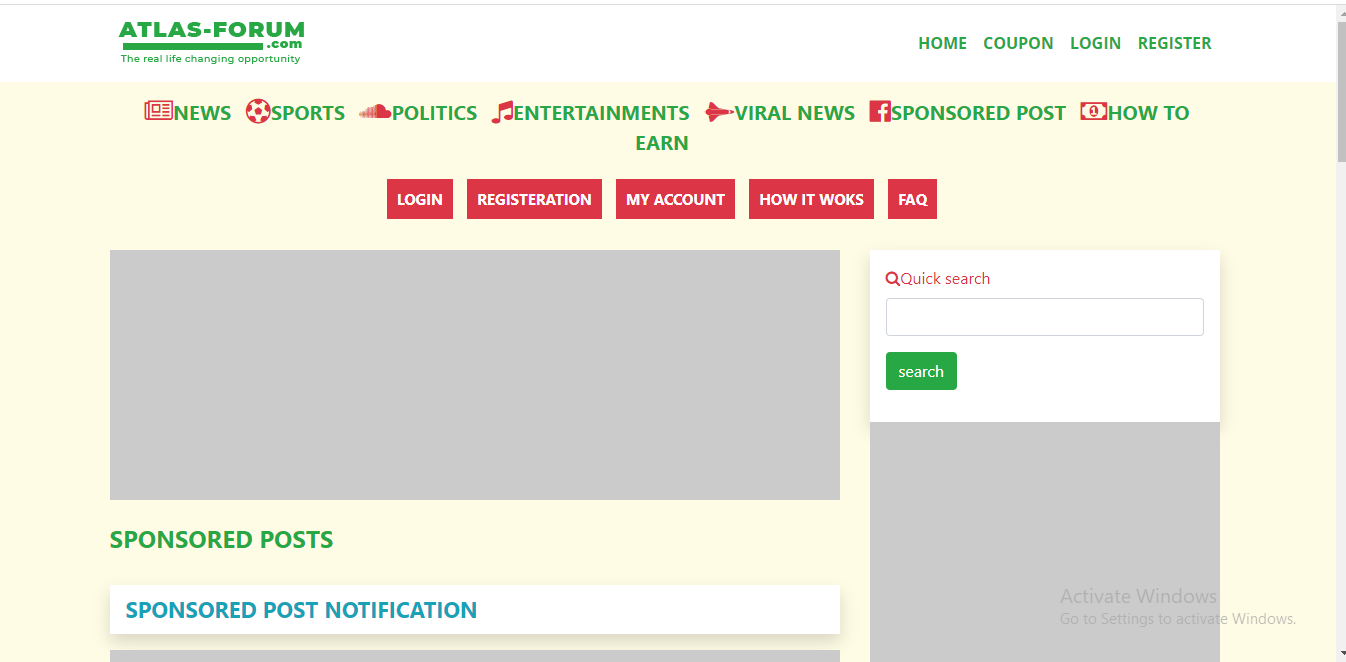 ATLAS-FORUM
.com
The real life changing opportunity
HOME COUPON LOGIN REGISTER
NEWS SPORTS POLITICS ENTERTAINMENTS VIRAL NEWS SPONSORED POST HOW TO
EARN
LOGIN REGISTERATION MY ACCOUNT HOW IT WOKS FAQ
Quick search
search
SPONSORED POSTS
SPONSORED POST NOTIFICATION
Activate Windows
Go to Settings to activate Windows.